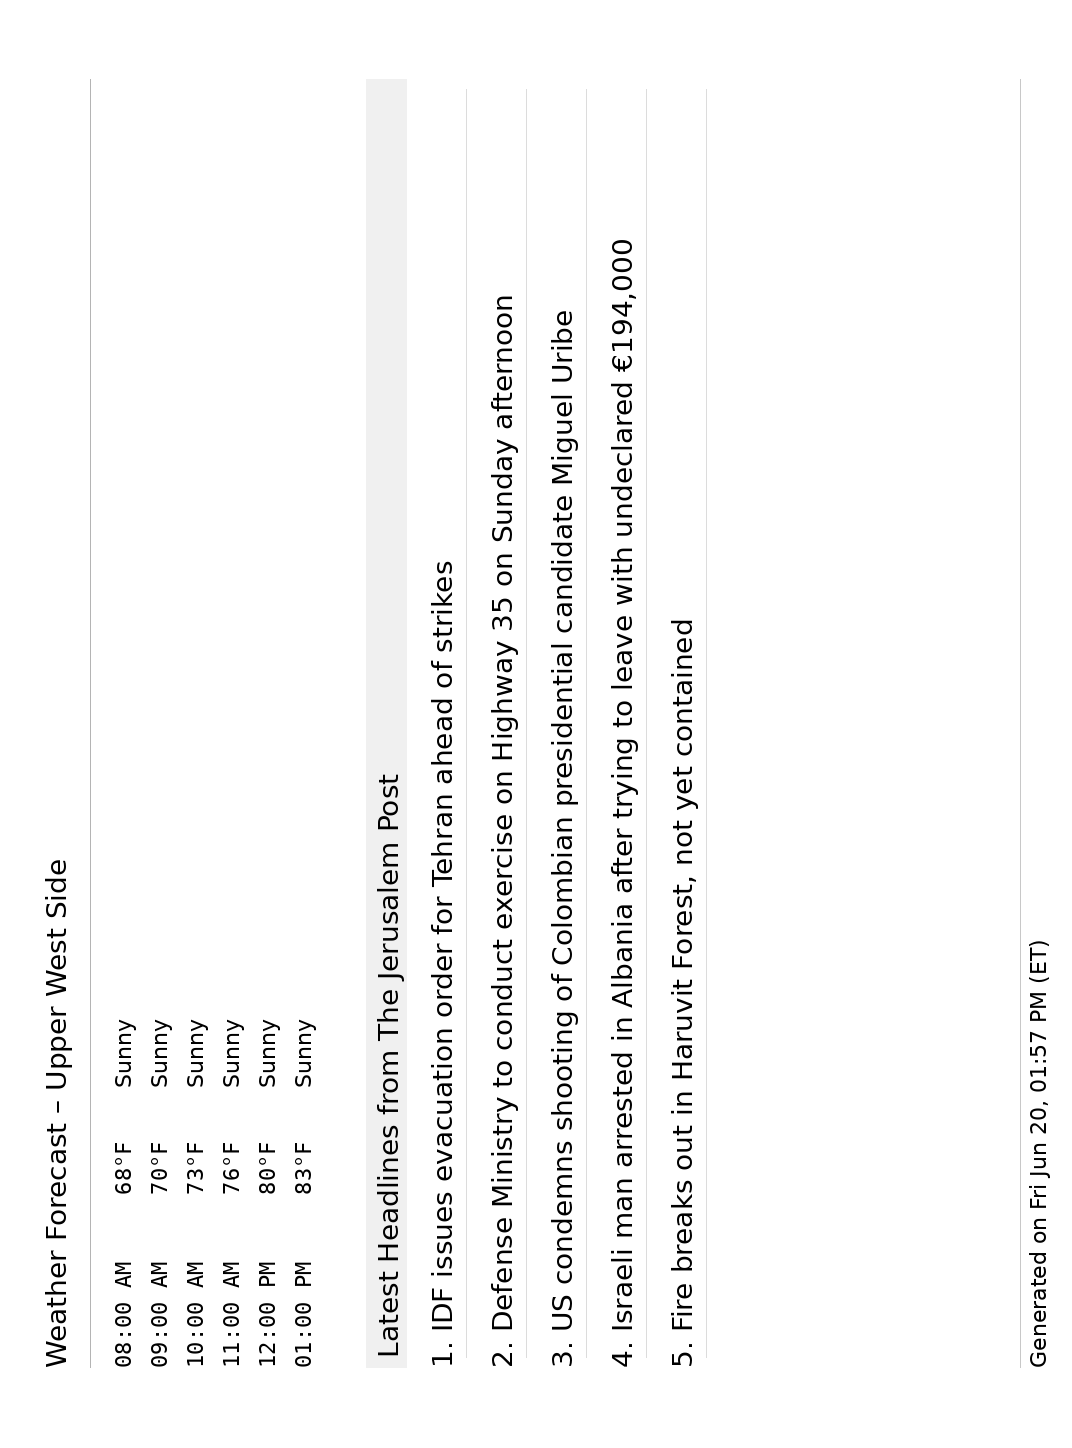 Weather Forecast – Upper West Side
08:00 AM 68°F Sunny
09:00 AM 70°F Sunny
10:00 AM 73°F Sunny
11:00 AM 76°F Sunny
12:00 PM 80°F Sunny
01:00 PM 83°F Sunny
Latest Headlines from The Jerusalem Post
1. IDF issues evacuation order for Tehran ahead of strikes
2. Defense Ministry to conduct exercise on Highway 35 on Sunday afternoon
3. US condemns shooting of Colombian presidential candidate Miguel Uribe
4. Israeli man arrested in Albania after trying to leave with undeclared €194,000
5. Fire breaks out in Haruvit Forest, not yet contained
Generated on Fri Jun 20, 01:57 PM (ET)